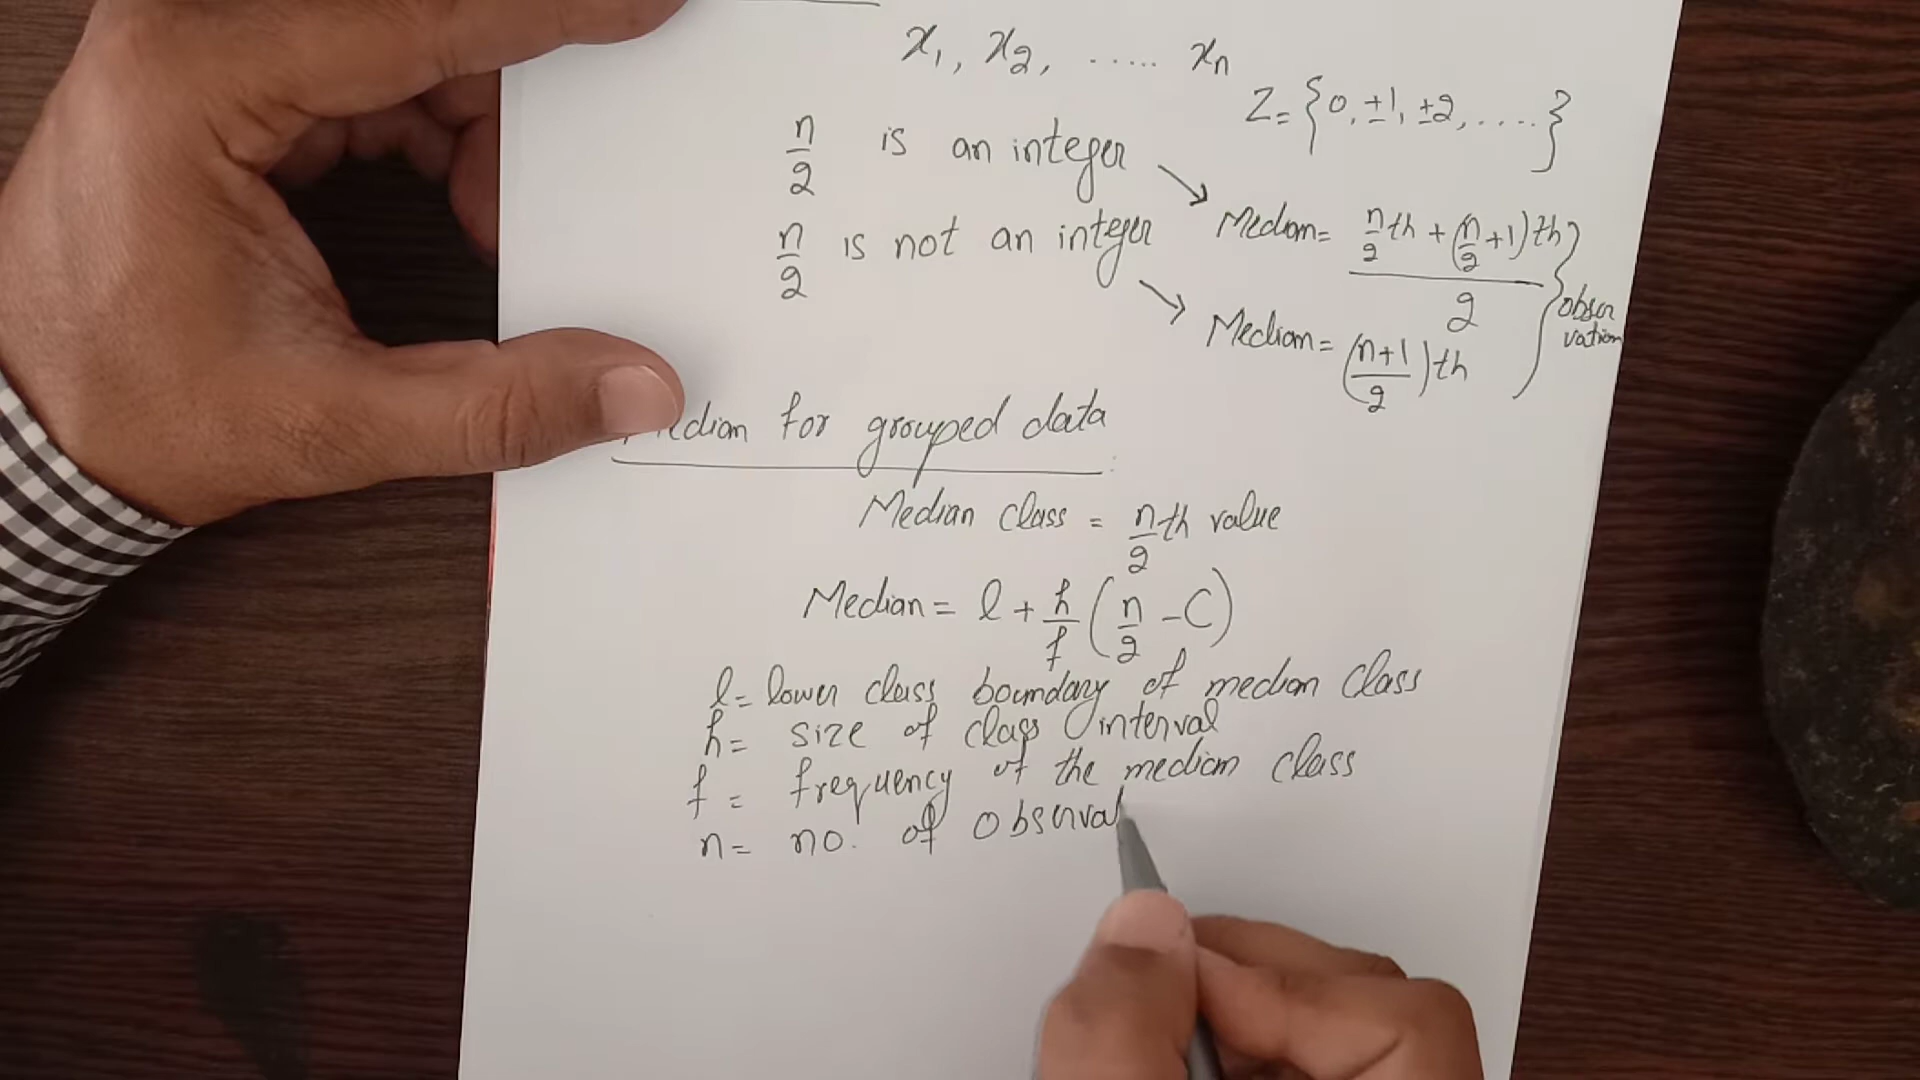 x₁, x₂, ..... xₙ
Z = {0, ±1, ±2, ....}
n/2 is an integer
Median = (n/2 th + (n/2 + 1) th)/2
n/2 is not an integer
Median = ((n+1)/2) th
obser
vation
edian for grouped data
Median Class = n/2 th value
Median = l + h/f (n/2 - C)
l = lower class boundary of median Class
h = size of class interval
f = frequency of the median class
n = no. of observat